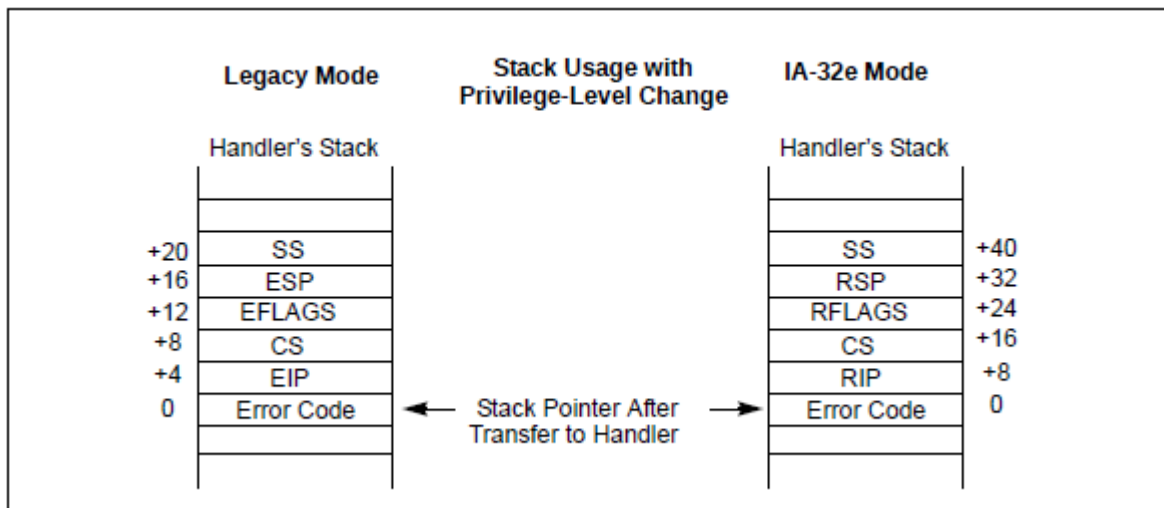 Legacy Mode
Stack Usage with
Privilege-Level Change
IA-32e Mode
Handler's Stack
Handler's Stack
+20 SS
+16 ESP
+12 EFLAGS
+8 CS
+4 EIP
0 Error Code
Stack Pointer After
Transfer to Handler
SS +40
RSP +32
RFLAGS +24
CS +16
RIP +8
Error Code 0